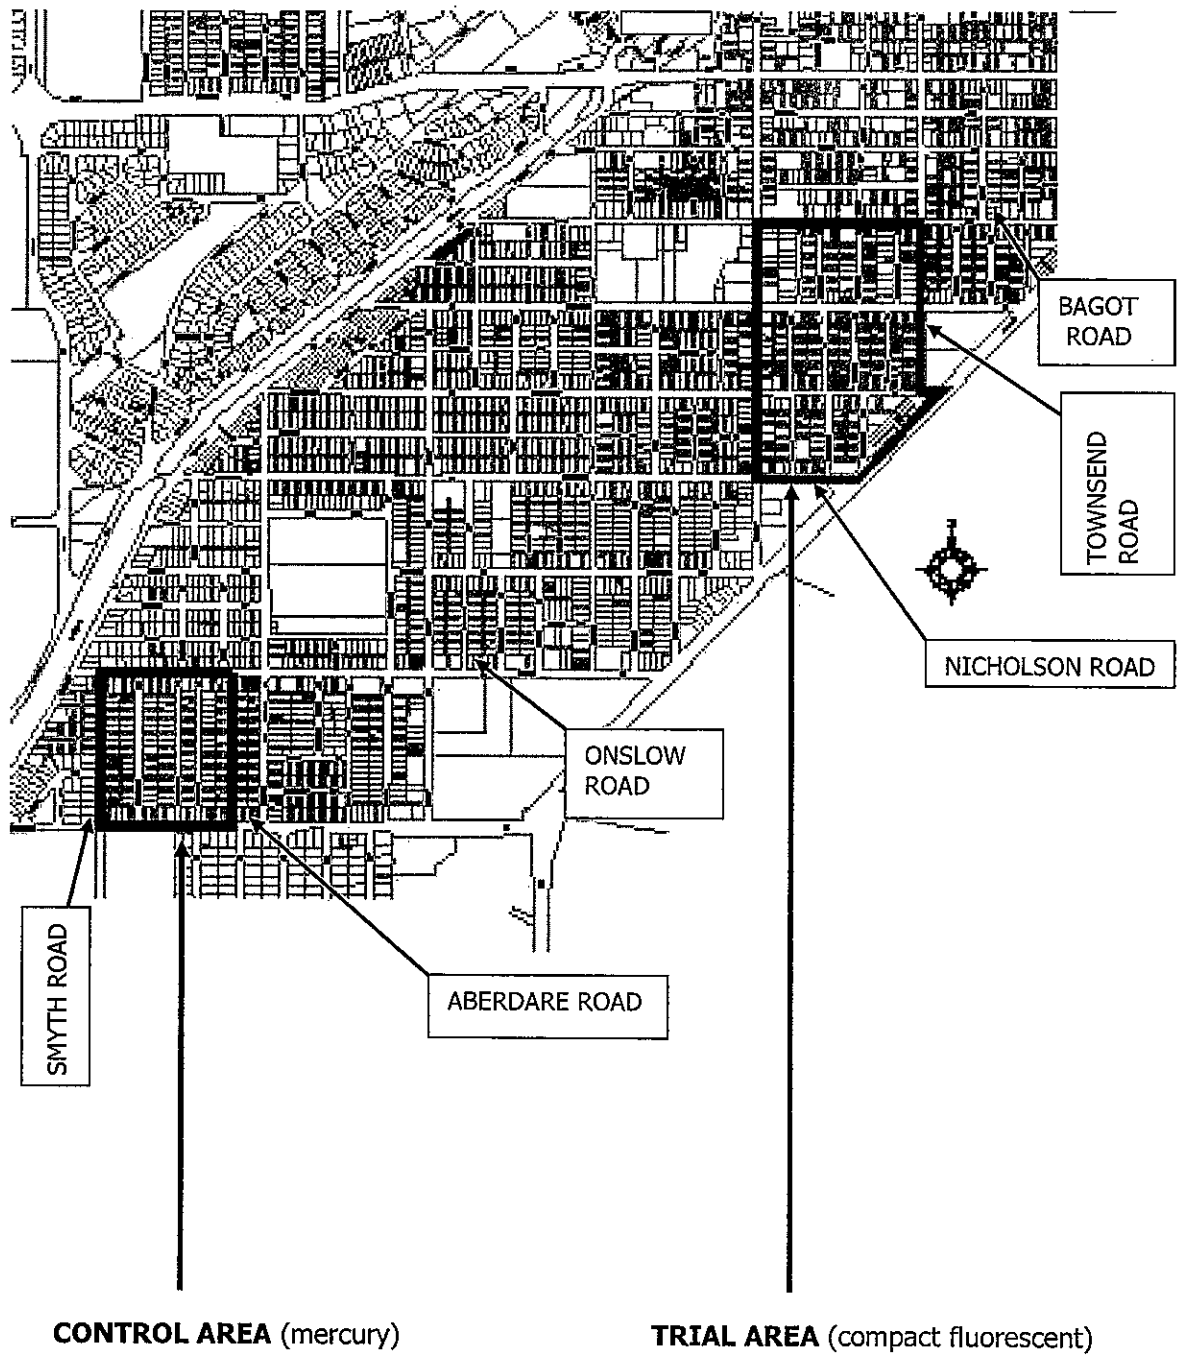 BAGOT
ROAD
TOWNSEND
ROAD
NICHOLSON ROAD
ONSLOW
ROAD
SMYTH ROAD
ABERDARE ROAD
CONTROL AREA (mercury)
TRIAL AREA (compact fluorescent)